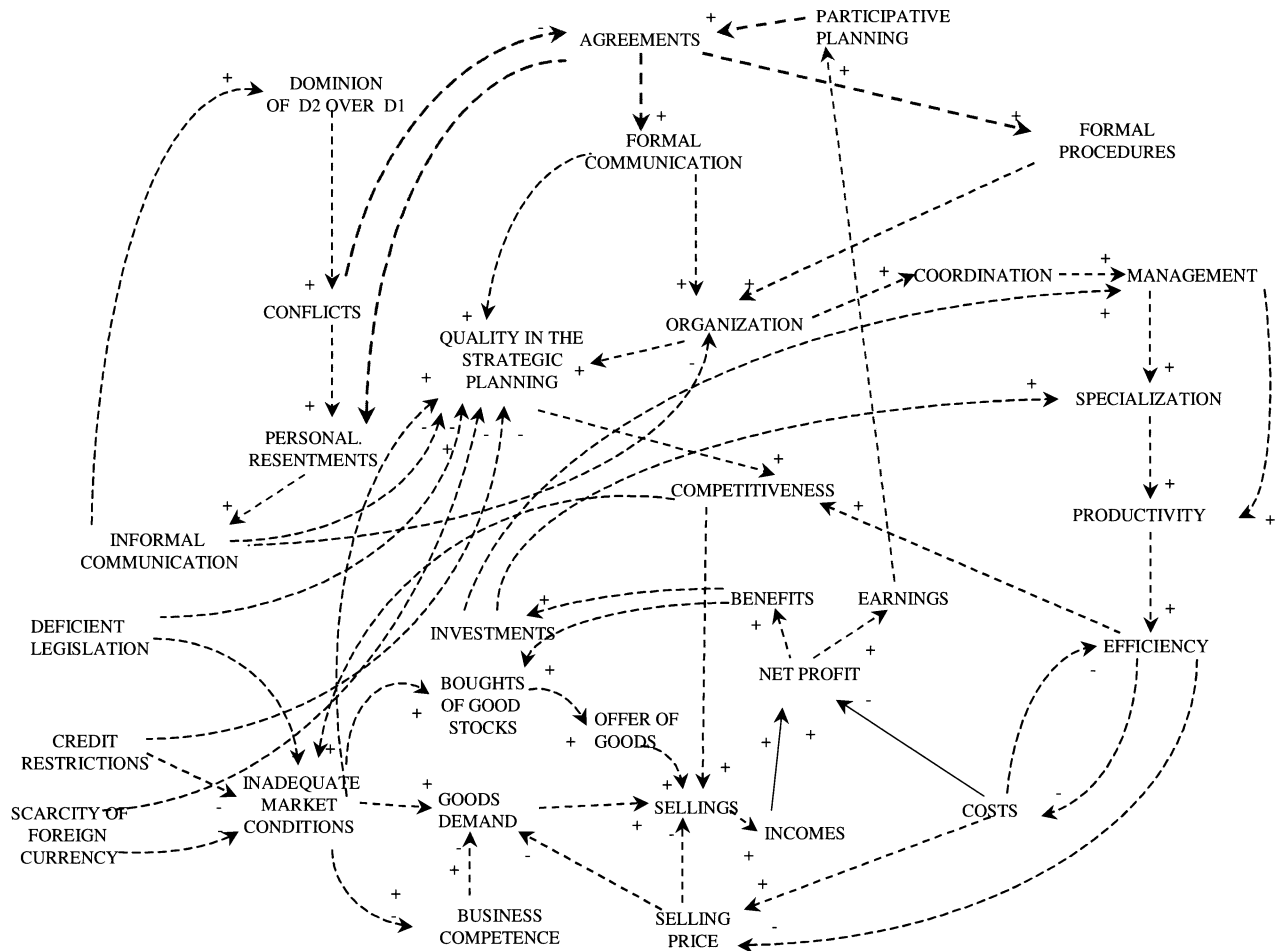 PARTICIPATIVE
PLANNING
AGREEMENTS
DOMINION
OF D2 OVER D1
FORMAL
COMMUNICATION
FORMAL
PROCEDURES
CONFLICTS
COORDINATION
MANAGEMENT
ORGANIZATION
QUALITY IN THE
STRATEGIC
PLANNING
SPECIALIZATION
PERSONAL.
RESENTMENTS
COMPETITIVENESS
PRODUCTIVITY
INFORMAL
COMMUNICATION
BENEFITS
EARNINGS
DEFICIENT
LEGISLATION
INVESTMENTS
EFFICIENCY
NET PROFIT
BOUGHTS
OF GOOD
STOCKS
OFFER OF
GOODS
CREDIT
RESTRICTIONS
INADEQUATE
MARKET
CONDITIONS
GOODS
DEMAND
SELLINGS
INCOMES
COSTS
SCARCITY OF
FOREIGN
CURRENCY
BUSINESS
COMPETENCE
SELLING
PRICE